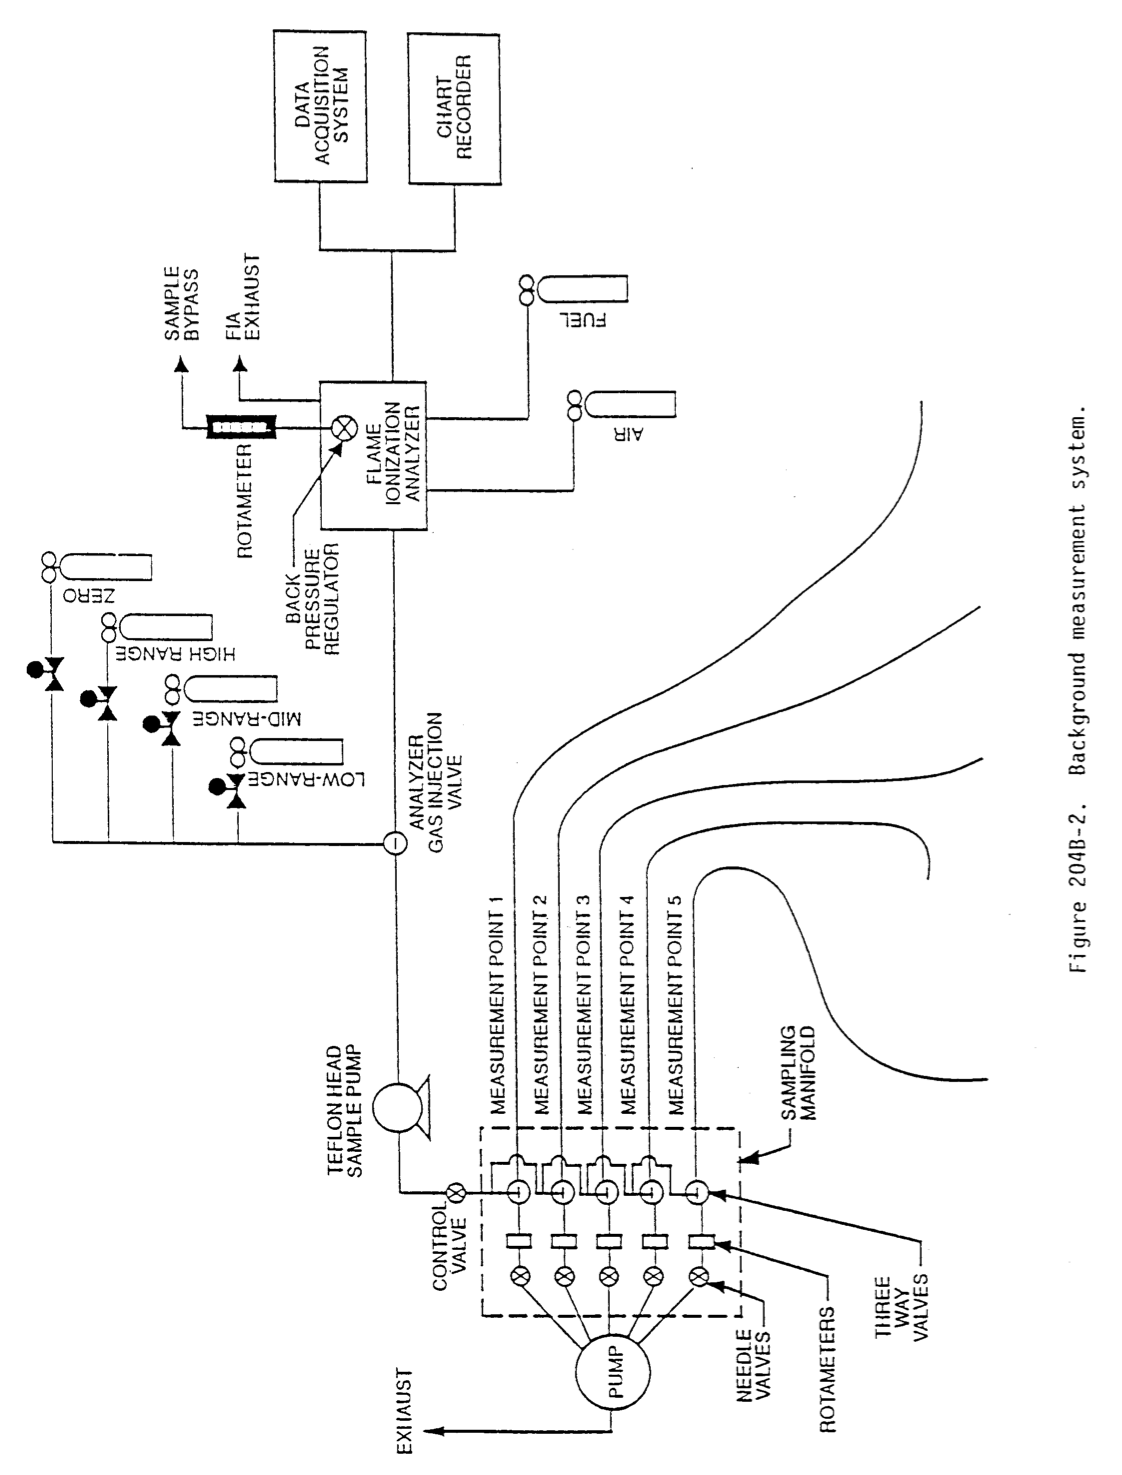 DATA
ACQUISITION
SYSTEM
CHART
RECORDER
SAMPLE
BYPASS
FIA
EXHAUST
FUEL
AIR
ROTAMETER
FLAME
IONIZATION
ANALYZER
BACK
PRESSURE
REGULATOR
ZERO
HIGH RANGE
MID-RANGE
LOW-RANGE
ANALYZER
GAS INJECTION
VALVE
TEFLON HEAD
SAMPLE PUMP
MEASUREMENT POINT 1
MEASUREMENT POINT 2
MEASUREMENT POINT 3
MEASUREMENT POINT 4
MEASUREMENT POINT 5
SAMPLING
MANIFOLD
CONTROL
VALVE
THREE
WAY
VALVES
ROTAMETERS
NEEDLE
VALVES
PUMP
EXHAUST
Figure 204B-2. Background measurement system.